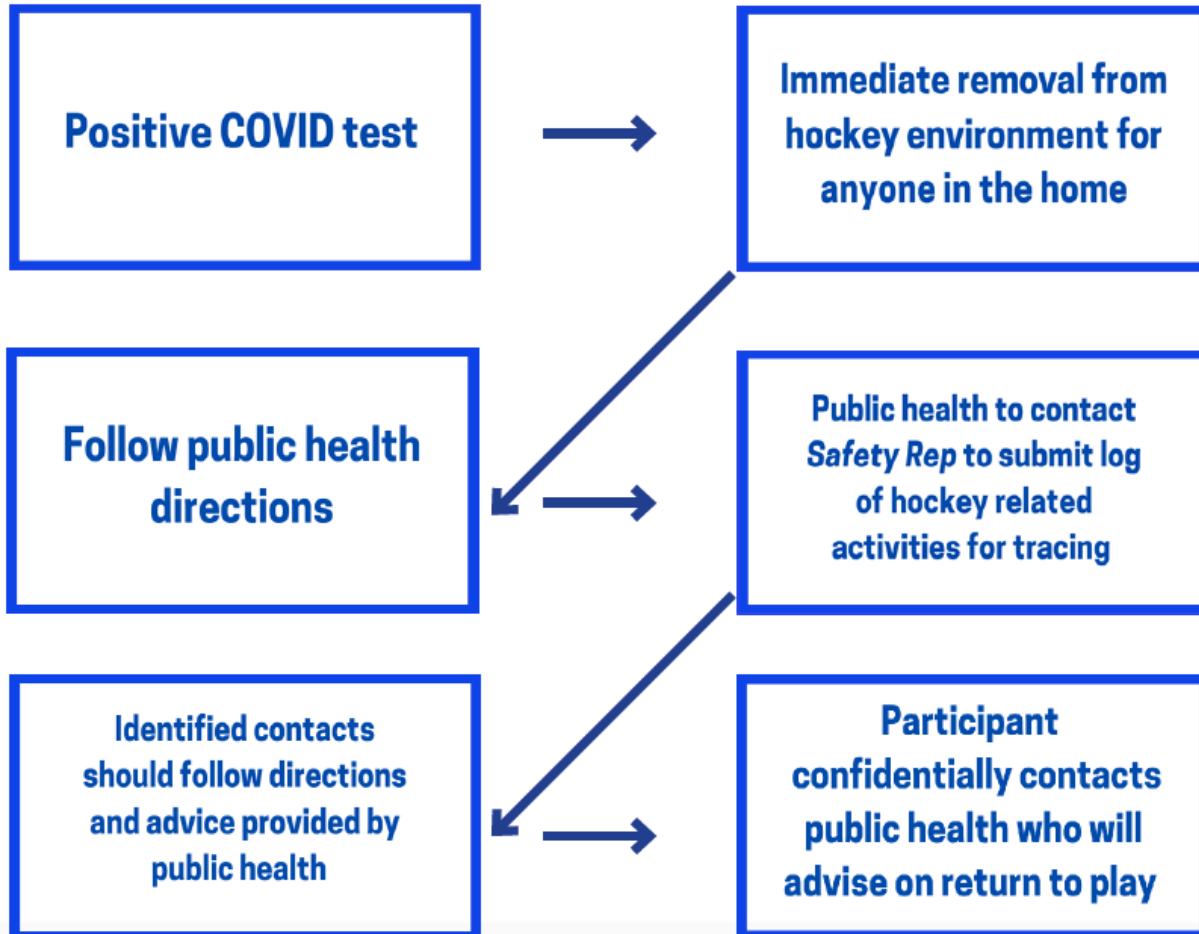 Positive COVID test
Immediate removal from
hockey environment for
anyone in the home
Follow public health
directions
Public health to contact
Safety Rep to submit log
of hockey related
activities for tracing
Identified contacts
should follow directions
and advice provided by
public health
Participant
confidentially contacts
public health who will
advise on return to play